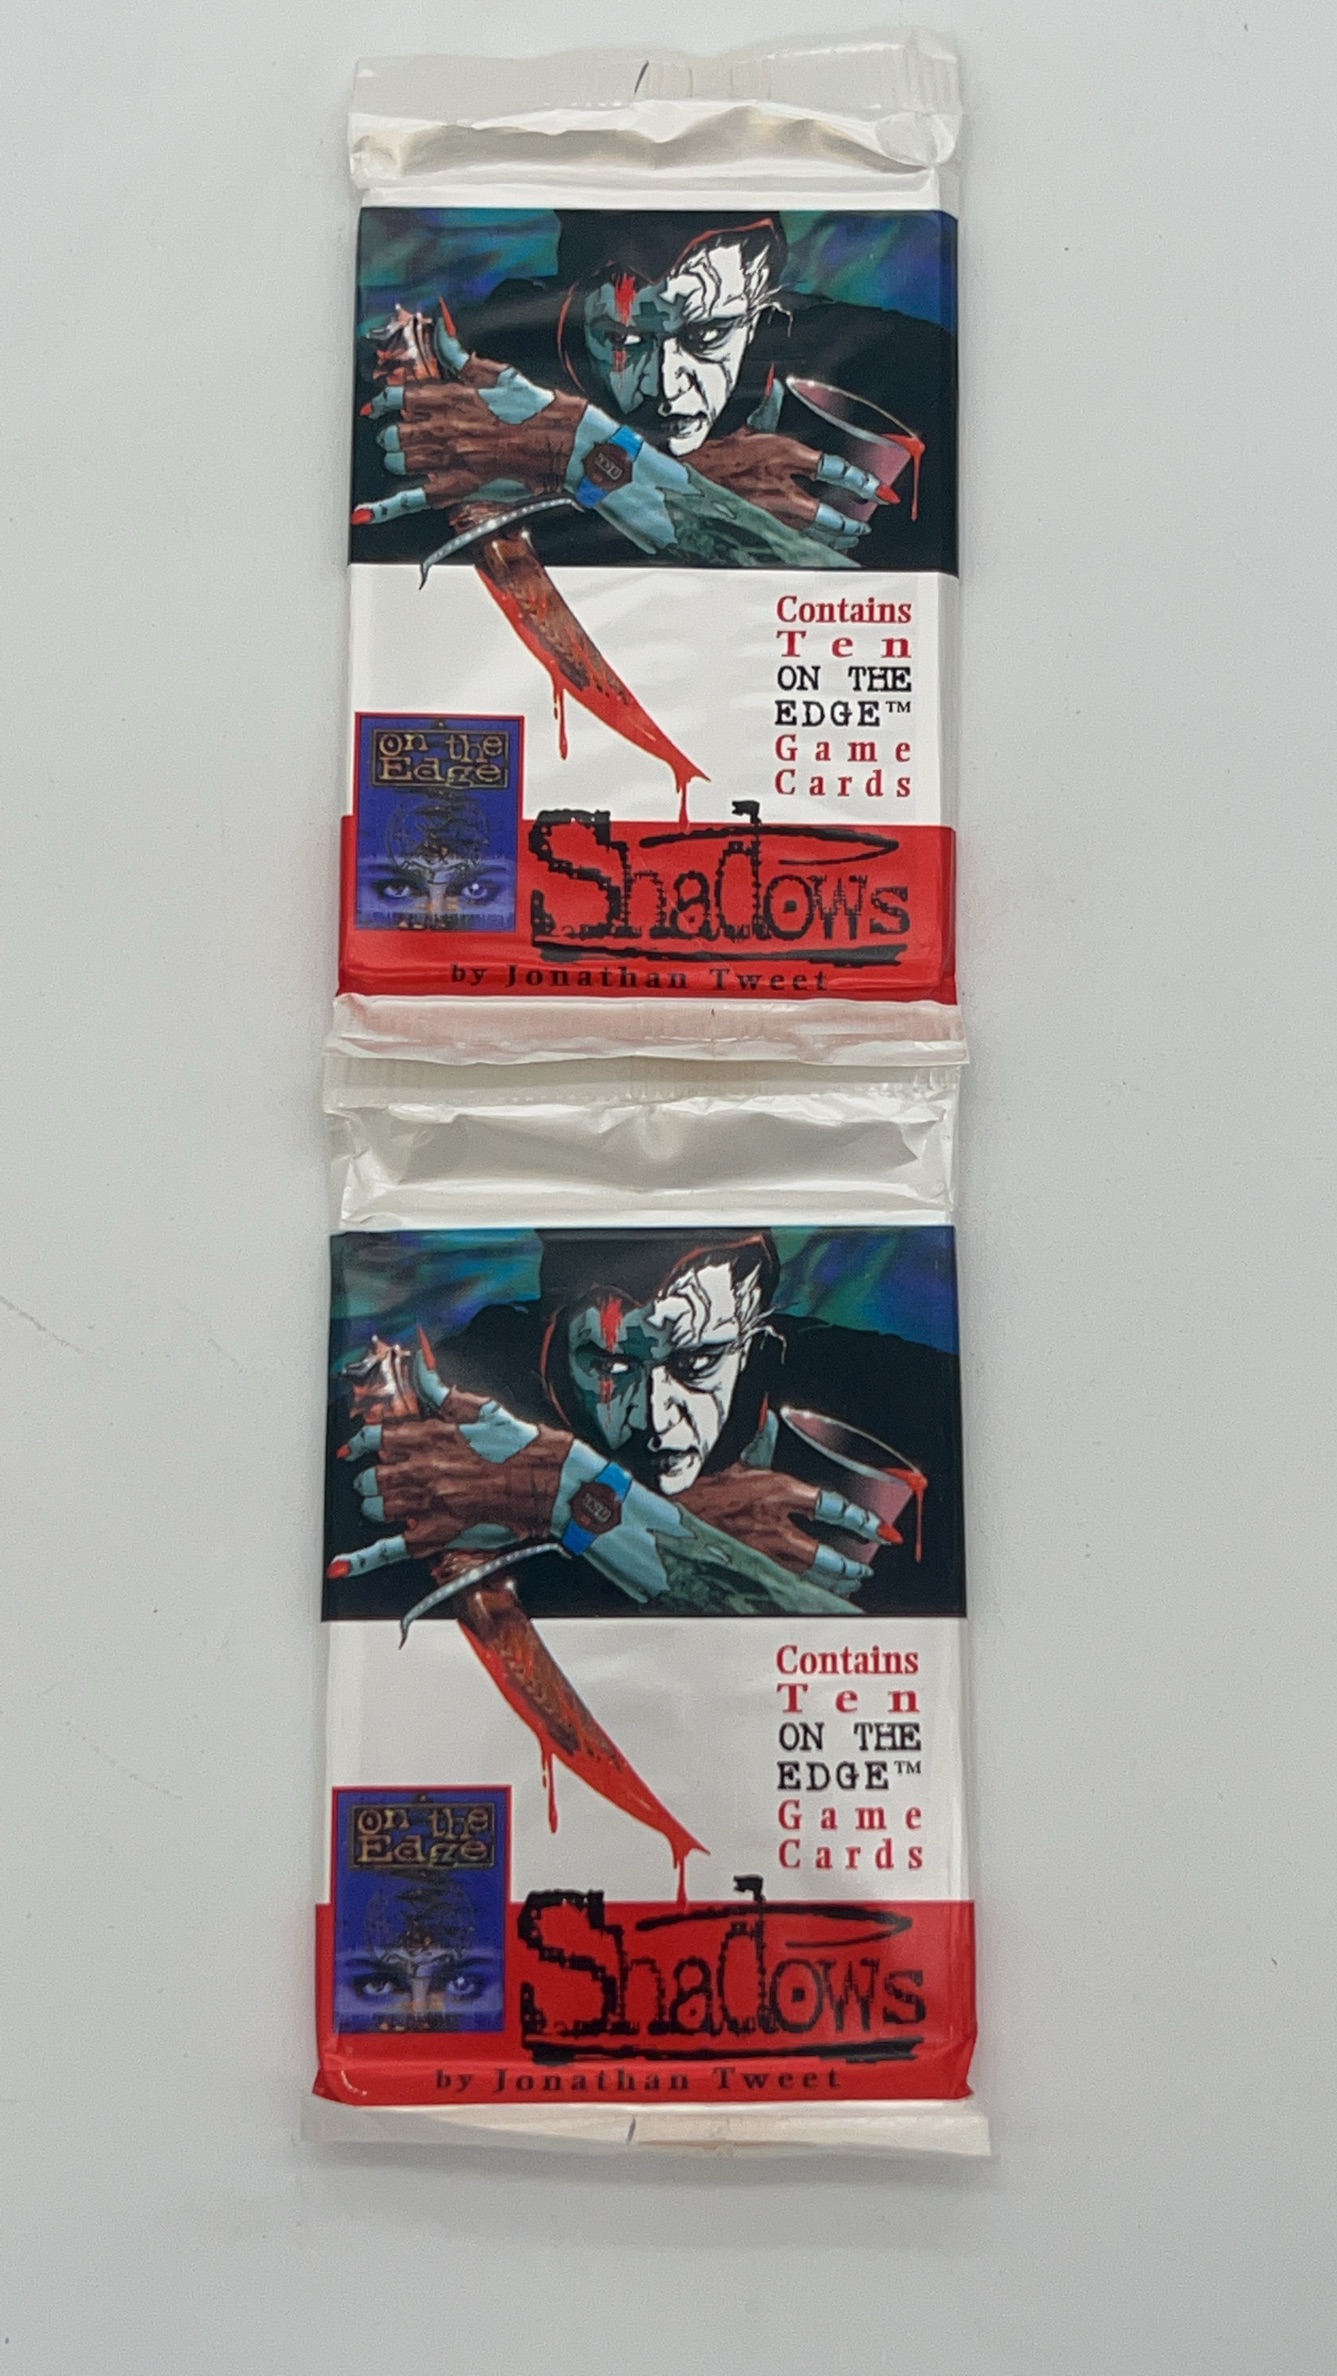 Contains
Ten
ON THE
EDGE™
Game
Cards
on the
Edge
Shadows
by Jonathan Tweet
Contains
Ten
ON THE
EDGE™
Game
Cards
on the
Edge
Shadows
by Jonathan Tweet